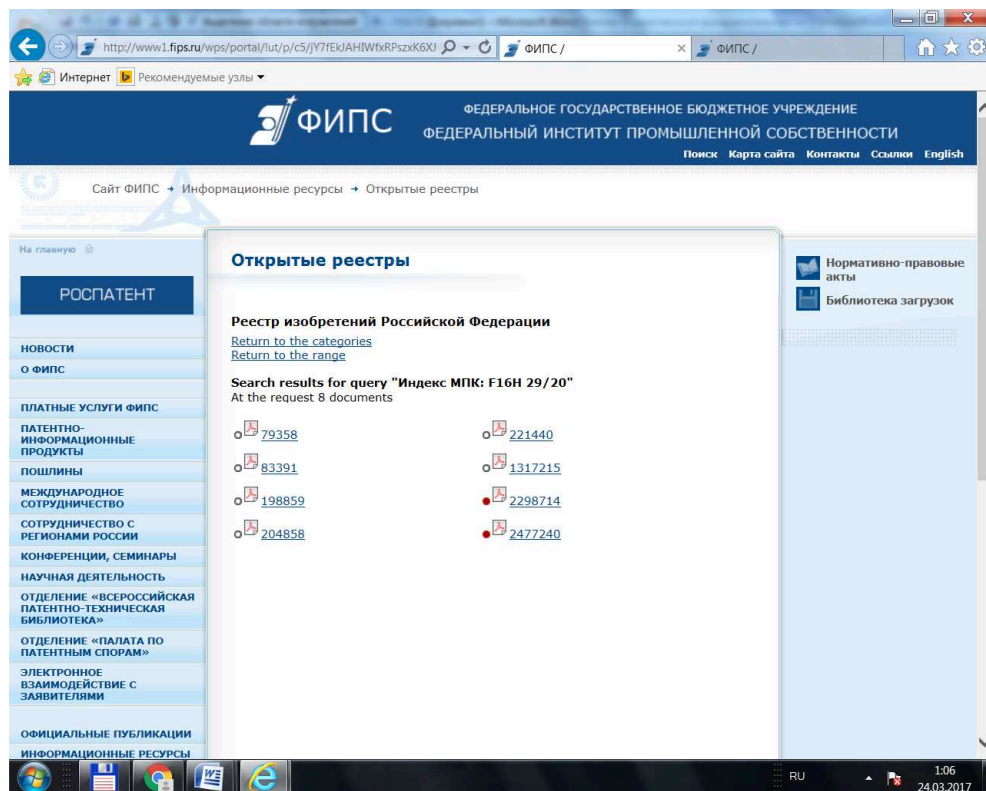 http://www1.fips.ru/wps/portal/lut/p/c5/jY7fEkJAHIWfxRPszxK6XJ
ФИПС /
ФИПС /
Интернет
Рекомендуемые узлы
ФИПС
ФЕДЕРАЛЬНОЕ ГОСУДАРСТВЕННОЕ БЮДЖЕТНОЕ УЧРЕЖДЕНИЕ
ФЕДЕРАЛЬНЫЙ ИНСТИТУТ ПРОМЫШЛЕННОЙ СОБСТВЕННОСТИ
Поиск Карта сайта Контакты Ссылки English
Сайт ФИПС → Информационные ресурсы → Открытые реестры
На главную
РОСПАТЕНТ
НОВОСТИ
О ФИПС
ПЛАТНЫЕ УСЛУГИ ФИПС
ПАТЕНТНО-
ИНФОРМАЦИОННЫЕ
ПРОДУКТЫ
ПОШЛИНЫ
МЕЖДУНАРОДНОЕ
СОТРУДНИЧЕСТВО
СОТРУДНИЧЕСТВО С
РЕГИОНАМИ РОССИИ
КОНФЕРЕНЦИИ, СЕМИНАРЫ
НАУЧНАЯ ДЕЯТЕЛЬНОСТЬ
ОТДЕЛЕНИЕ «ВСЕРОССИЙСКАЯ
ПАТЕНТНО-ТЕХНИЧЕСКАЯ
БИБЛИОТЕКА»
ОТДЕЛЕНИЕ «ПАЛАТА ПО
ПАТЕНТНЫМ СПОРАМ»
ЭЛЕКТРОННОЕ
ВЗАИМОДЕЙСТВИЕ С
ЗАЯВИТЕЛЯМИ
ОФИЦИАЛЬНЫЕ ПУБЛИКАЦИИ
ИНФОРМАЦИОННЫЕ РЕСУРСЫ
Открытые реестры
Реестр изобретений Российской Федерации
Return to the categories
Return to the range
Search results for query "Индекс МПК: F16H 29/20"
At the request 8 documents
79358 221440
83391 1317215
198859 2298714
204858 2477240
Нормативно-правовые
акты
Библиотека загрузок
RU
1:06
24.03.2017